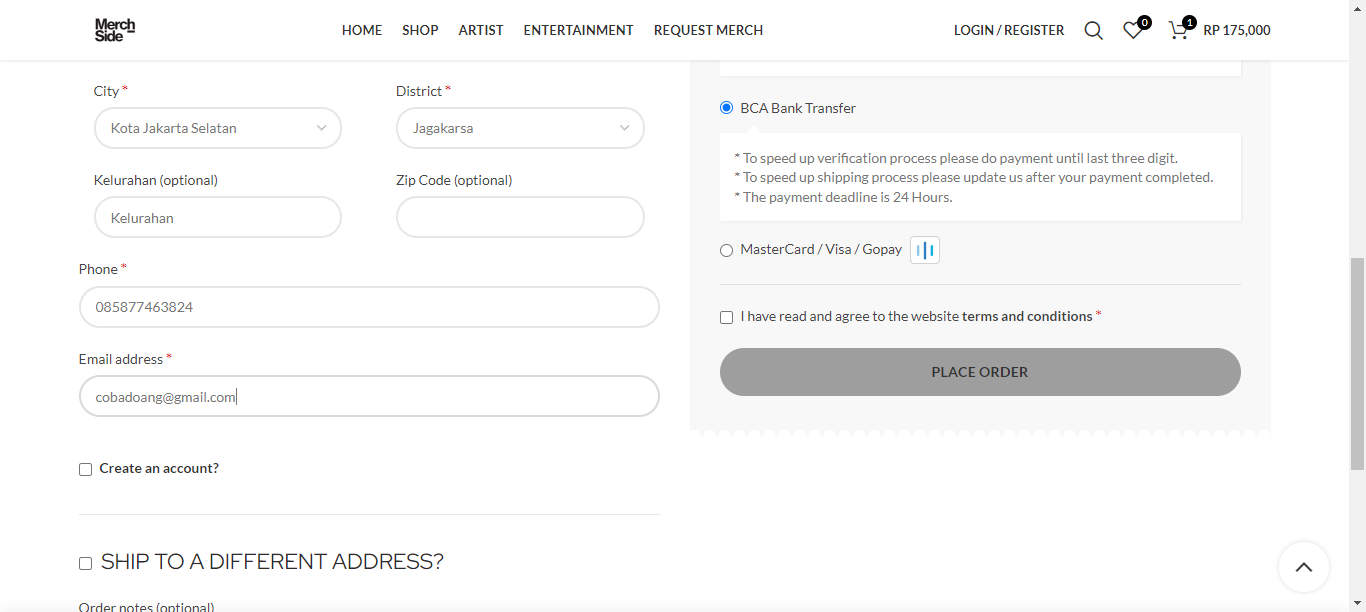 Merch
Side
HOME
SHOP
ARTIST
ENTERTAINMENT
REQUEST MERCH
LOGIN / REGISTER
0
1
RP 175,000
City *
District *
Kota Jakarta Selatan
Jagakarsa
Kelurahan (optional)
Zip Code (optional)
Kelurahan
Phone *
085877463824
Email address *
cobadoang@gmail.com
Create an account?
SHIP TO A DIFFERENT ADDRESS?
Order notes (optional)
BCA Bank Transfer
* To speed up verification process please do payment until last three digit.
* To speed up shipping process please update us after your payment completed.
* The payment deadline is 24 Hours.
MasterCard / Visa / Gopay
I have read and agree to the website terms and conditions *
PLACE ORDER